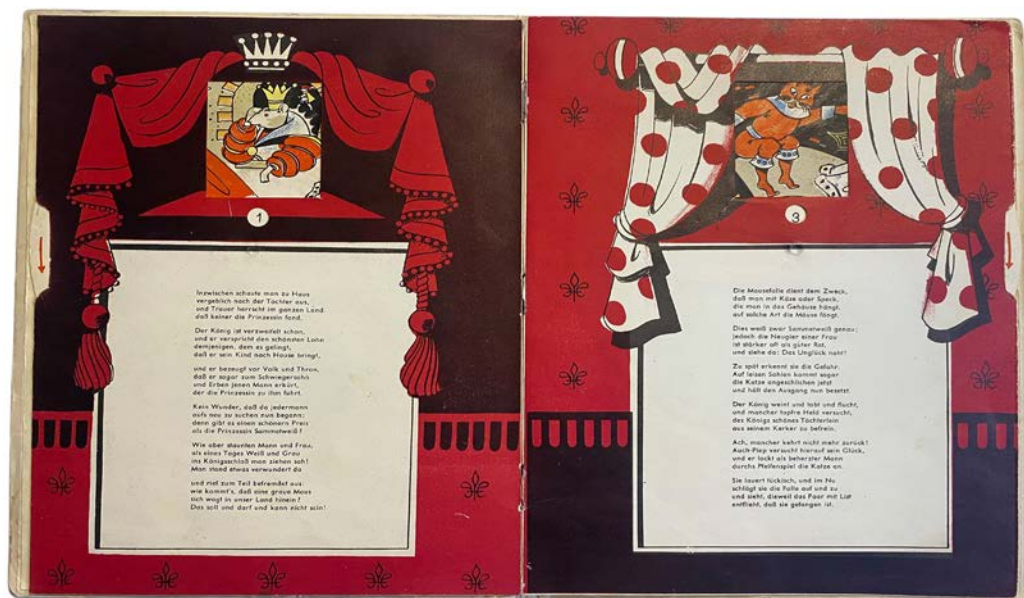 1
Inzwischen schaute man zu Haus
vergeblich nach der Tochter aus,
und Trauer herrscht im ganzen Land
daß keiner die Prinzessin fand.
Der König ist verzweifelt schon,
und er verspricht den schönsten Lohn
demjenigen, dem es gelingt,
daß er sein Kind nach Hause bringt,
und er bezeugt vor Volk und Thron,
daß er sogar zum Schwiegersohn
und Erben jenen Mann erkürt,
der die Prinzessin zu ihm führt.
Kein Wunder, daß da jedermann
aufs neu zu suchen nun begann;
denn gibt es einen schönern Preis
als die Prinzessin Sammetweiß?
Wie aber staunten Mann und Frau,
als eines Tages Weiß und Grau
ins Königsschloß man ziehen sah!
Man stand etwas verwundert da
und rief zum Teil befremdet aus:
wie kommt's, daß eine graue Maus
sich wagt in unser Land hinein?
Das soll und darf und kann nicht sein!
3
Die Mausefalle dient dem Zweck,
daß man mit Käse oder Speck,
die man in das Gehäuse hängt,
auf solche Art die Mäuse fängt.
Dies weiß zwar Sammetweiß genau;
jedoch die Neugier einer Frau
ist stärker oft als guter Rat,
und siehe da: Das Unglück naht!
Zu spät erkennt sie die Gefahr.
Auf leisen Sohlen kommt sogar
die Katze angeschlichen jetzt
und hält den Ausgang nun besetzt.
Der König weint und tobt und flucht,
und mancher tapfre Held versucht,
des Königs schönes Töchterlein
aus seinem Kerker zu befrein.
Ach, mancher kehrt nicht mehr zurück!
Auch Piep versucht hierauf sein Glück,
und er lockt als beherzter Mann
durchs Pfeifenspiel die Katze an.
Sie lauert tückisch, und im Nu
schlägt sie die Falle auf und zu
und sieht, dieweil das Paar mit List
entflieht, daß sie gefangen ist.